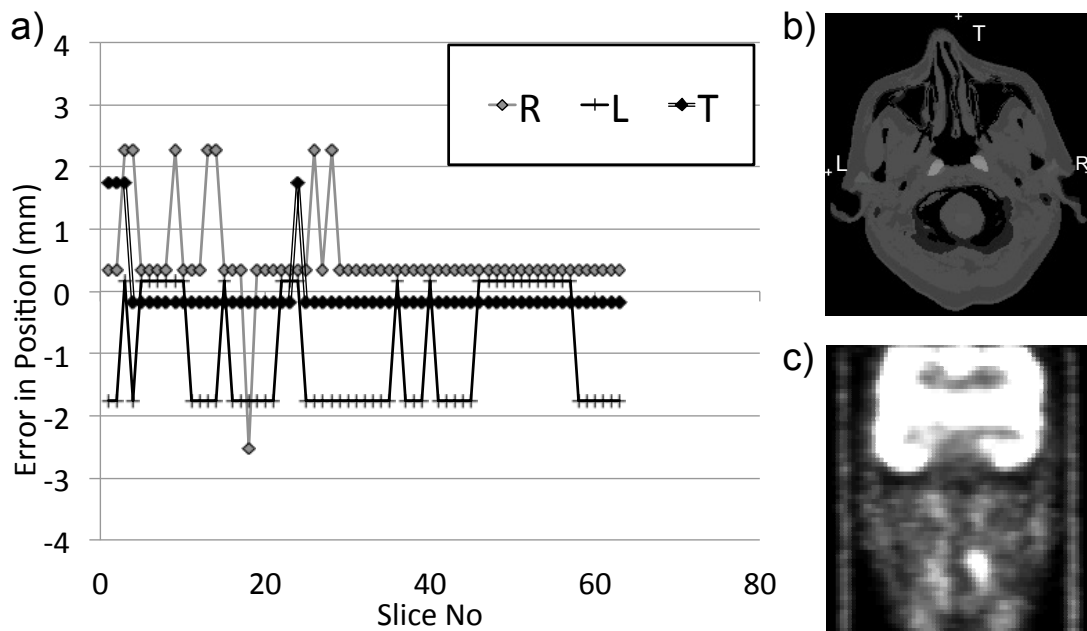 a)
4
3
2
1
0
-1
-2
-3
-4
Error in Position (mm)
R L T
0 20 40 60 80
Slice No
b)
T
L
R
c)